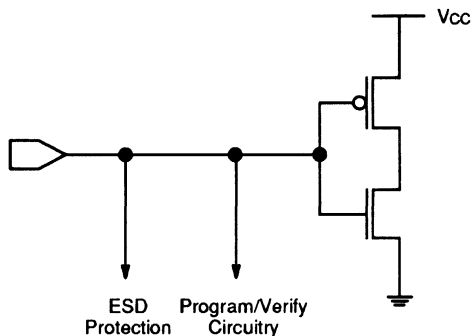 VCC
ESD
Protection
Program/Verify
Circuitry